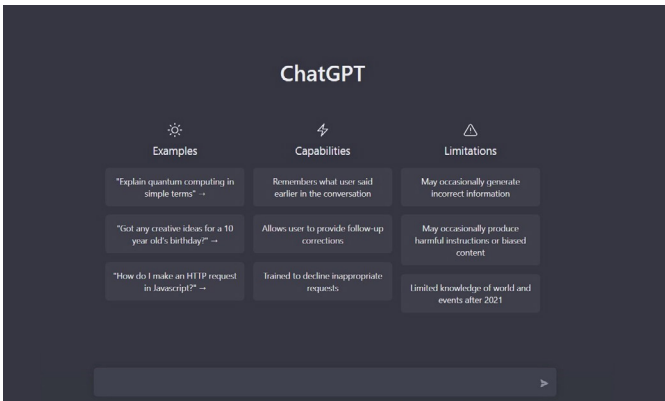 ChatGPT
Examples
"Explain quantum computing in
simple terms" →
"Got any creative ideas for a 10
year old's birthday?" →
"How do I make an HTTP request
in Javascript?" →
Capabilities
Remembers what user said
earlier in the conversation
Allows user to provide follow-up
corrections
Trained to decline inappropriate
requests
Limitations
May occasionally generate
incorrect information
May occasionally produce
harmful instructions or biased
content
Limited knowledge of world and
events after 2021